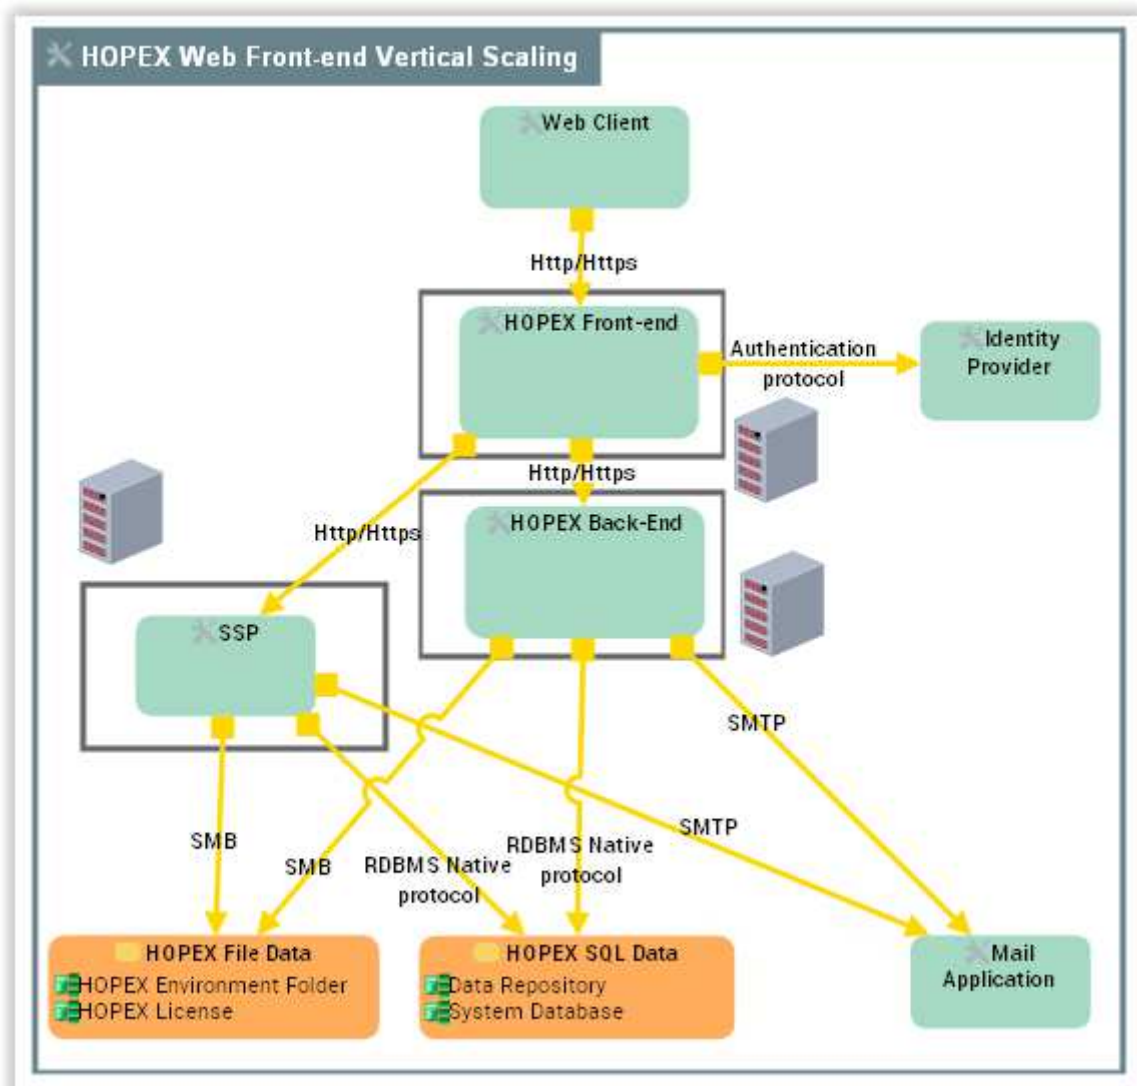 HOPEX Web Front-end Vertical Scaling
Web Client
Http/Https
HOPEX Front-end
Authentication
protocol
Identity
Provider
Http/Https
HOPEX Back-End
Http/Https
SSP
SMTP
SMB
SMB
RDBMS Native
protocol
RDBMS Native
protocol
SMTP
HOPEX File Data
HOPEX Environment Folder
HOPEX License
HOPEX SQL Data
Data Repository
System Database
Mail
Application